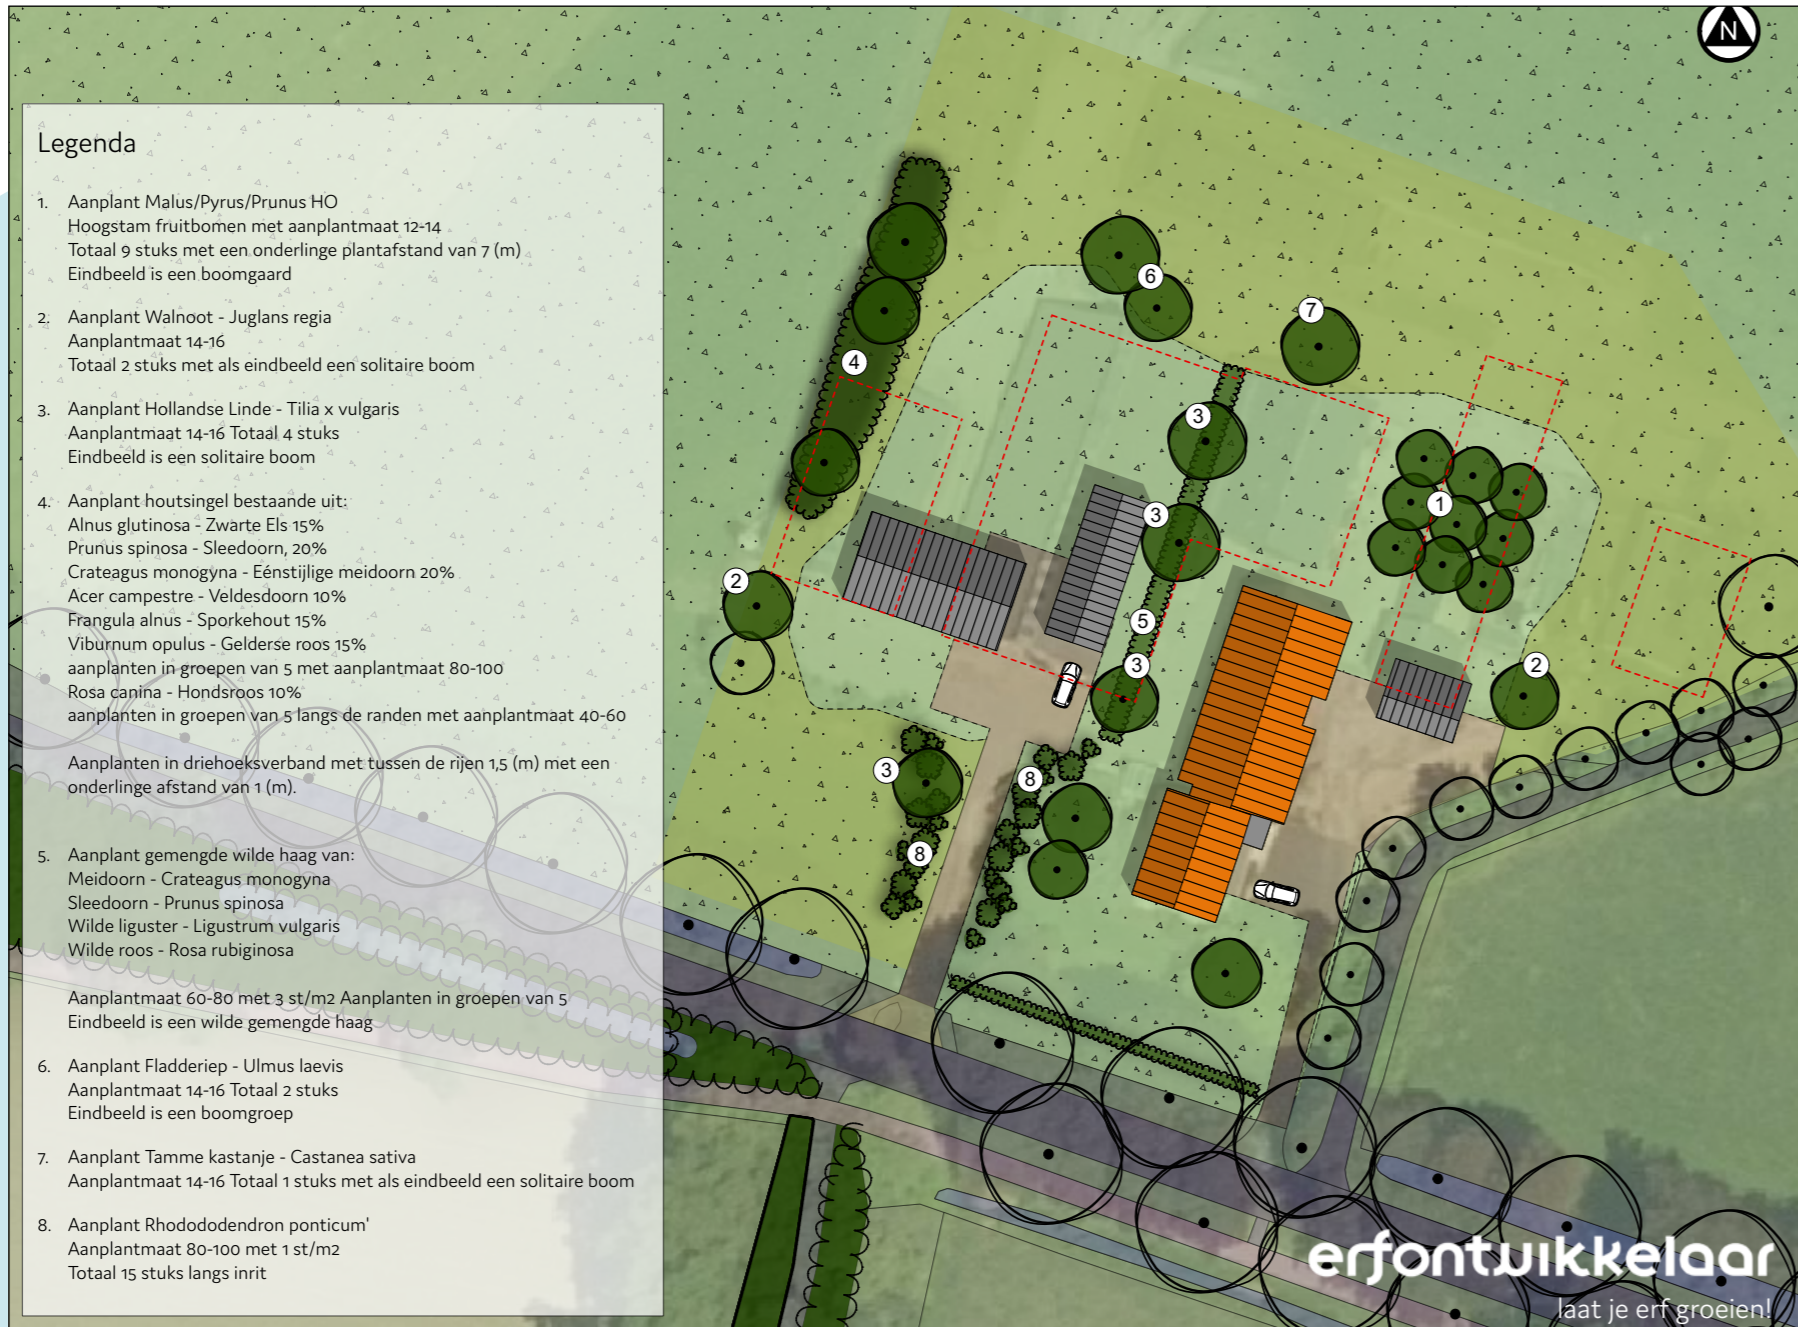 N
Legenda
1. Aanplant Malus/Pyrus/Prunus HO
Hoogstam fruitbomen met aanplantmaat 12-14
Totaal 9 stuks met een onderlinge plantafstand van 7 (m)
Eindbeeld is een boomgaard
2. Aanplant Walnoot - Juglans regia
Aanplantmaat 14-16
Totaal 2 stuks met als eindbeeld een solitaire boom
3. Aanplant Hollandse Linde - Tilia x vulgaris
Aanplantmaat 14-16 Totaal 4 stuks
Eindbeeld is een solitaire boom
4. Aanplant houtsingel bestaande uit:
Alnus glutinosa - Zwarte Els 15%
Prunus spinosa - Sleedoorn, 20%
Crateagus monogyna - Eénstijlige meidoorn 20%
Acer campestre - Veldesdoorn 10%
Frangula alnus - Sporkehout 15%
Viburnum opulus - Gelderse roos 15%
aanplanten in groepen van 5 met aanplantmaat 80-100
Rosa canina - Hondsroos 10%
aanplanten in groepen van 5 langs de randen met aanplantmaat 40-60
Aanplanten in driehoeksverband met tussen de rijen 1,5 (m) met een
onderlinge afstand van 1 (m).
5. Aanplant gemengde wilde haag van:
Meidoorn - Crateagus monogyna
Sleedoorn - Prunus spinosa
Wilde liguster - Ligustrum vulgaris
Wilde roos - Rosa rubiginosa
Aanplantmaat 60-80 met 3 st/m2 Aanplanten in groepen van 5
Eindbeeld is een wilde gemengde haag
6. Aanplant Fladderiep - Ulmus laevis
Aanplantmaat 14-16 Totaal 2 stuks
Eindbeeld is een boomgroep
7. Aanplant Tamme kastanje - Castanea sativa
Aanplantmaat 14-16 Totaal 1 stuks met als eindbeeld een solitaire boom
8. Aanplant Rhodododendron ponticum'
Aanplantmaat 80-100 met 1 st/m2
Totaal 15 stuks langs inrit
6
7
4
3
1
3
2
5
3
2
3
8
8
erfontwikkelaar
laat je erf groeien!